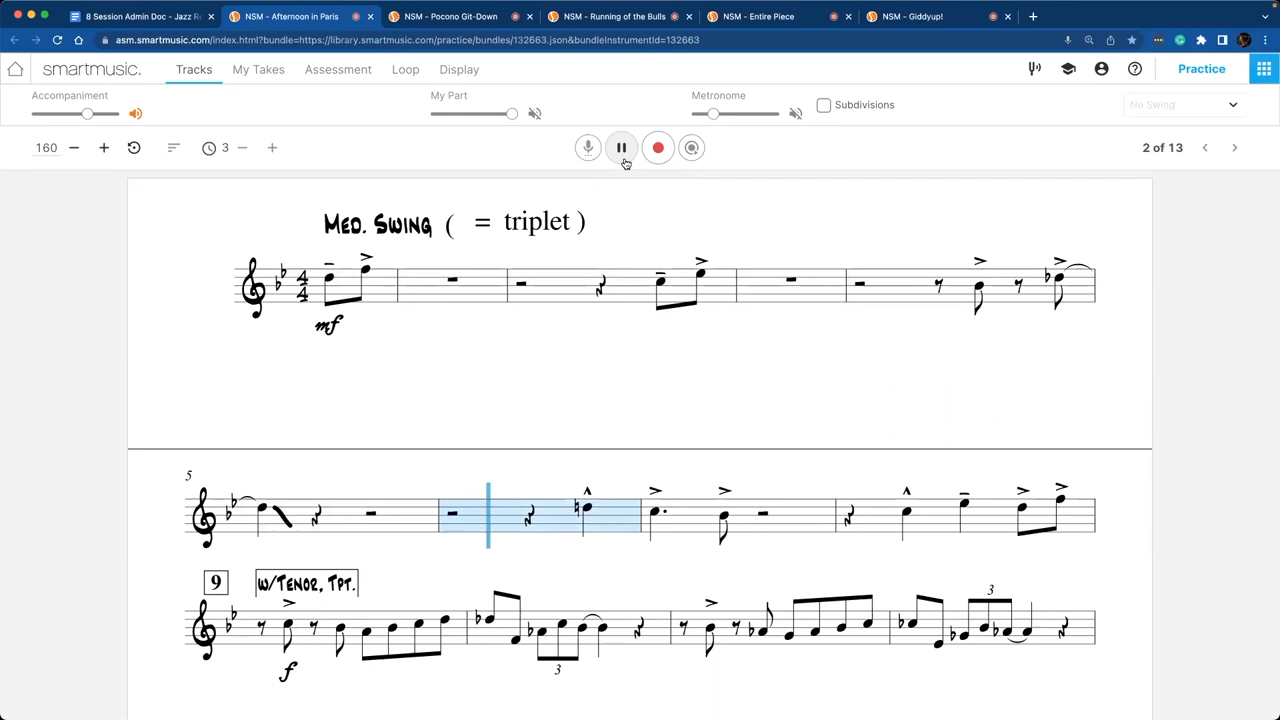 8 Session Admin Doc - Jazz R
NSM - Afternoon in Paris
NSM - Pocono Git-Down
NSM - Running of the Bulls
NSM - Entire Piece
NSM - Giddyup!
asm.smartmusic.com/index.html?bundle=https://library.smartmusic.com/practice/bundles/132663.json&bundleInstrumentId=132663
smartmusic.
Tracks
My Takes
Assessment
Loop
Display
Practice
Accompaniment
My Part
Metronome
Subdivisions
No Swing
160
3
2 of 13
MED. SWING ( = triplet )
4
4
mf
5
9
W/TENOR, TPT.
3
f
3